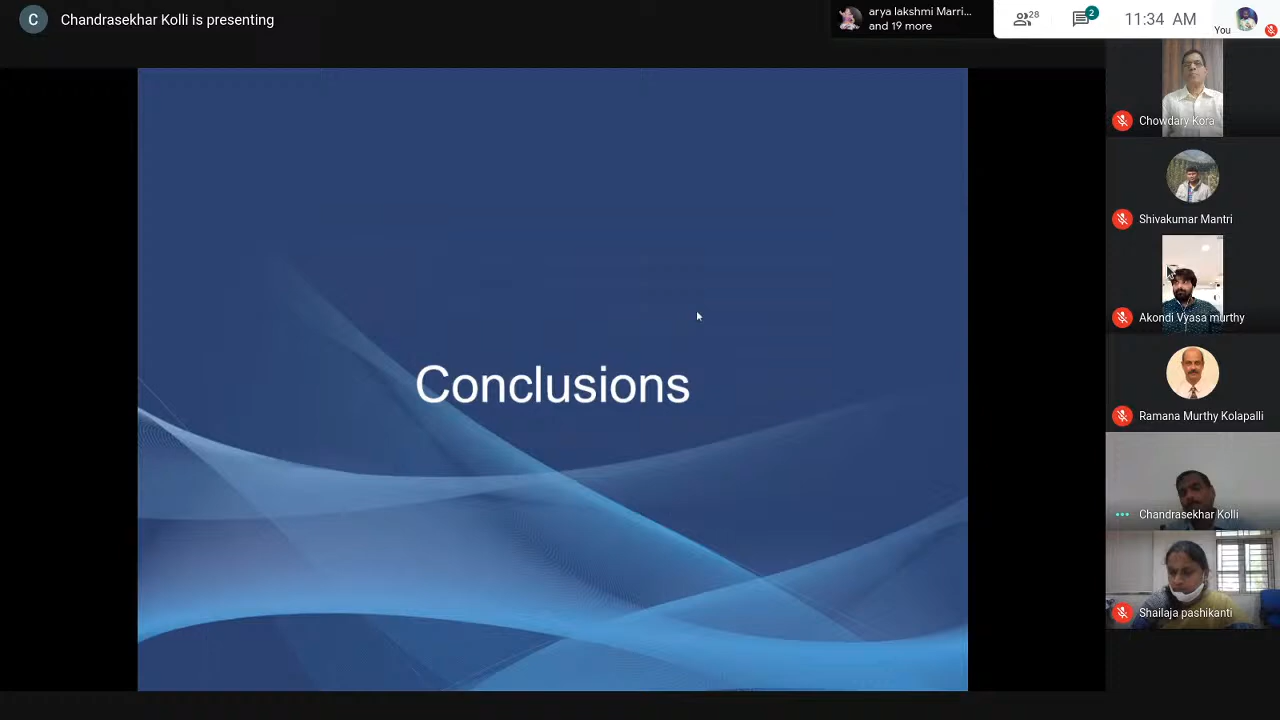 C
Chandrasekhar Kolli is presenting
arya lakshmi Marri...
and 19 more
28
2
11:34 AM
You
Chowdary Kora
Shivakumar Mantri
Akondi Vyasa murthy
Ramana Murthy Kolapalli
Conclusions
Chandrasekhar Kolli
Shailaja pashikanti